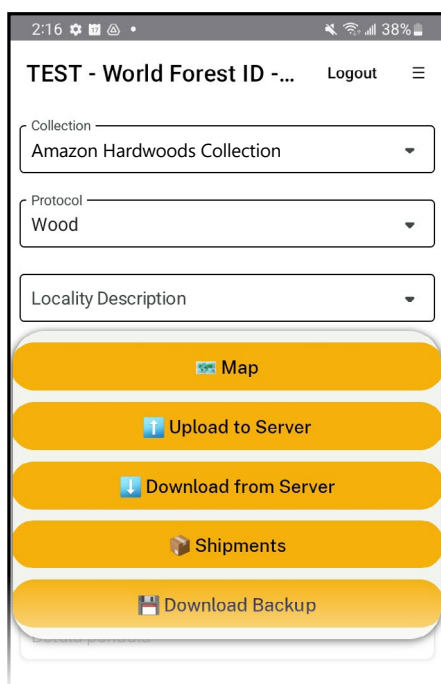 2:16 38%
TEST - World Forest ID -... Logout
Collection
Amazon Hardwoods Collection
Protocol
Wood
Locality Description
Map
Upload to Server
Download from Server
Shipments
Download Backup